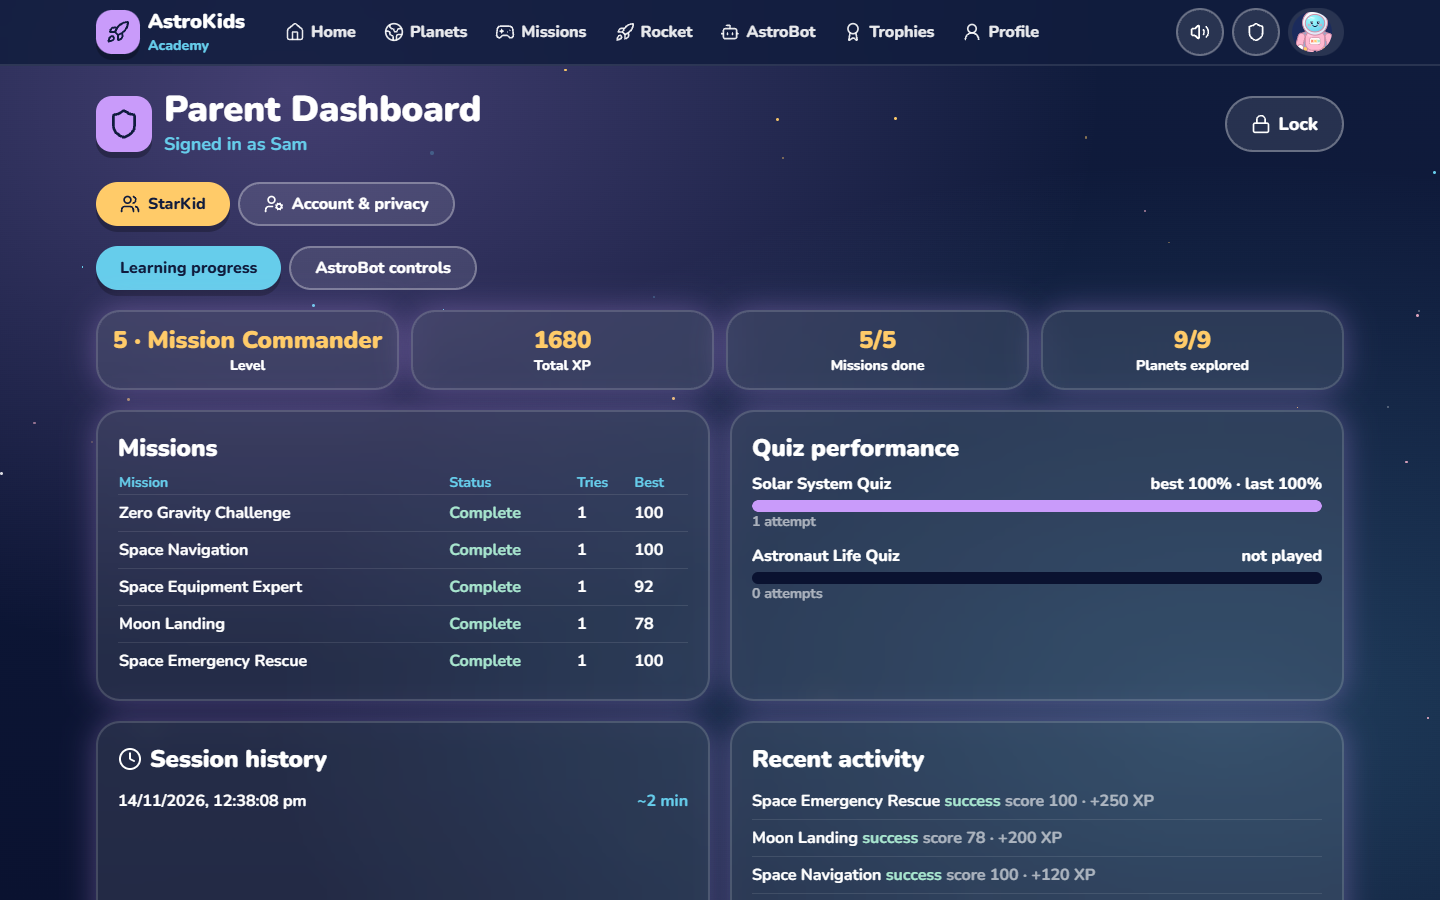 AstroKids
Academy
Home
Planets
Missions
Rocket
AstroBot
Trophies
Profile
Parent Dashboard
Signed in as Sam
Lock
StarKid
Account & privacy
Learning progress
AstroBot controls
5 · Mission Commander
Level
1680
Total XP
5/5
Missions done
9/9
Planets explored
Missions
Mission Status Tries Best
Zero Gravity Challenge Complete 1 100
Space Navigation Complete 1 100
Space Equipment Expert Complete 1 92
Moon Landing Complete 1 78
Space Emergency Rescue Complete 1 100
Quiz performance
Solar System Quiz best 100% · last 100%
1 attempt
Astronaut Life Quiz not played
0 attempts
Session history
14/11/2026, 12:38:08 pm ~2 min
Recent activity
Space Emergency Rescue success score 100 · +250 XP
Moon Landing success score 78 · +200 XP
Space Navigation success score 100 · +120 XP